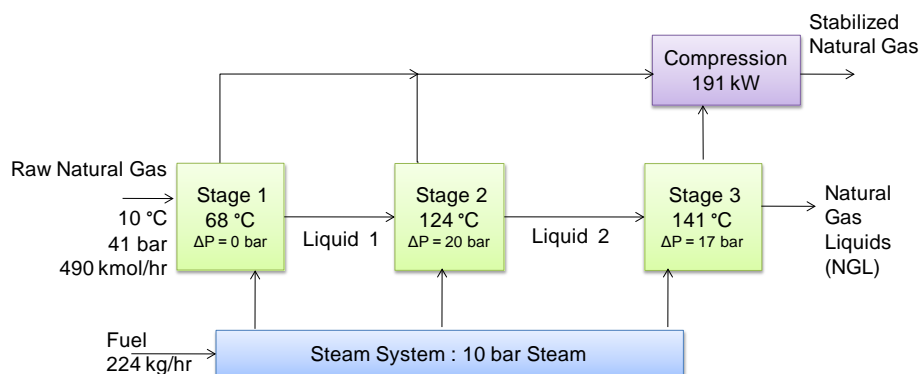 Stabilized
Natural Gas
Compression
191 kW
Raw Natural Gas
10 °C
41 bar
490 kmol/hr
Stage 1
68 °C
ΔP = 0 bar
Liquid 1
Stage 2
124 °C
ΔP = 20 bar
Liquid 2
Stage 3
141 °C
ΔP = 17 bar
Natural
Gas
Liquids
(NGL)
Fuel
224 kg/hr
Steam System : 10 bar Steam